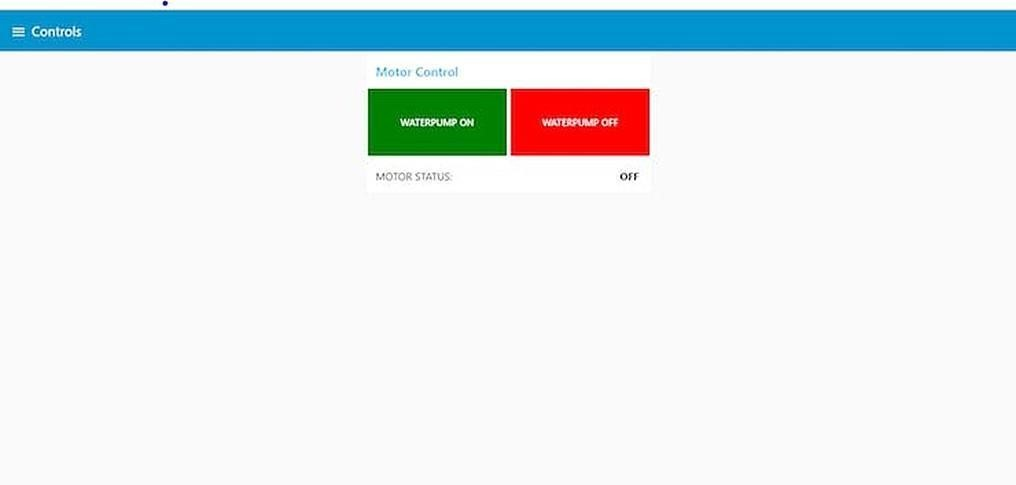 Controls
Motor Control
WATERPUMP ON WATERPUMP OFF
MOTOR STATUS: OFF